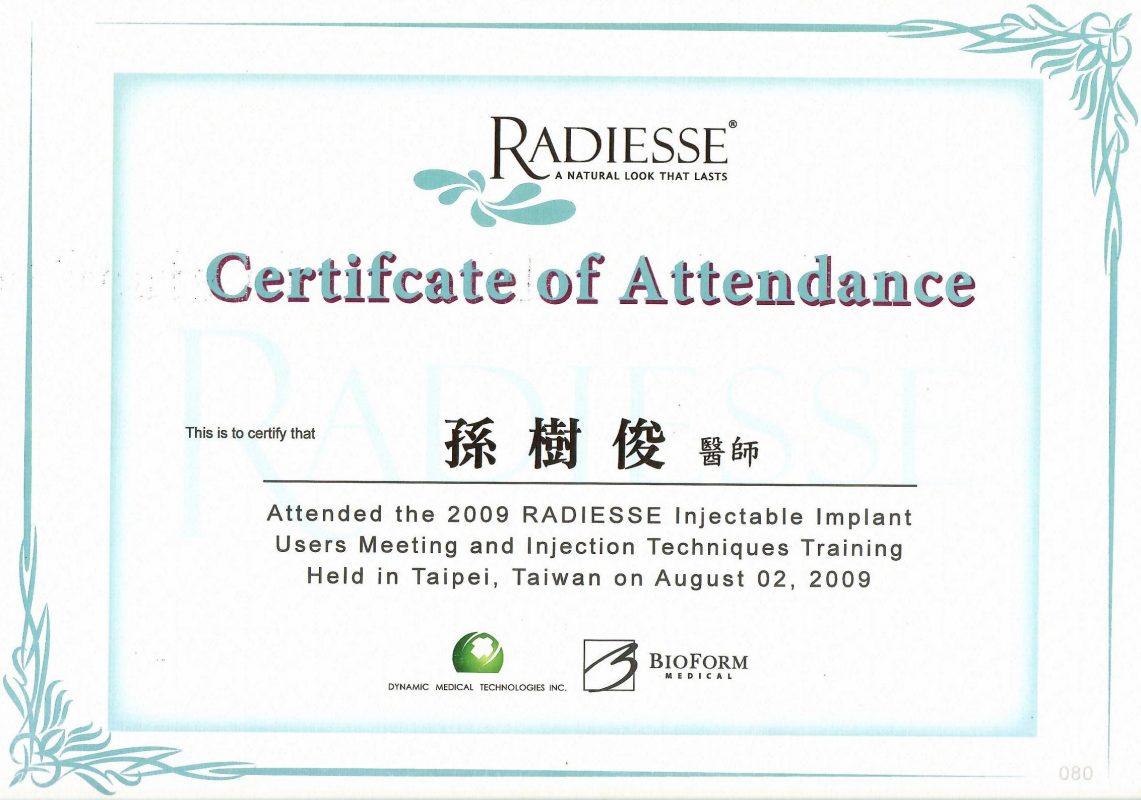 RADIESSE®
A NATURAL LOOK THAT LASTS
Certifcate of Attendance
RADIESSE
This is to certify that 孫 樹 俊 醫師
Attended the 2009 RADIESSE Injectable Implant
Users Meeting and Injection Techniques Training
Held in Taipei, Taiwan on August 02, 2009
DYNAMIC MEDICAL TECHNOLOGIES INC.
BIOFORM
MEDICAL
080